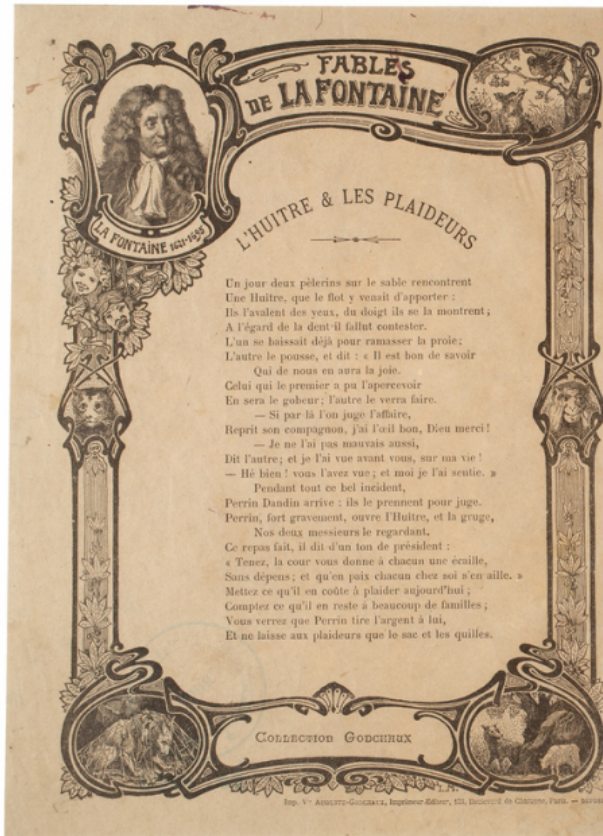 FABLES
DE LA FONTAINE
LA FONTAINE 1621-1695
L'HUITRE & LES PLAIDEURS
Un jour deux pèlerins sur le sable rencontrent
Une Huître, que le flot y venait d'apporter :
Ils l'avalent des yeux, du doigt ils se la montrent ;
A l'égard de la dent il fallut contester.
L'un se baissait déjà pour ramasser la proie ;
L'autre le pousse, et dit : « Il est bon de savoir
Qui de nous en aura la joie.
Celui qui le premier a pu l'apercevoir
En sera le gobeur ; l'autre le verra faire.
— Si par là l'on juge l'affaire,
Reprit son compagnon, j'ai l'œil bon, Dieu merci !
— Je ne l'ai pas mauvais aussi,
Dit l'autre ; et je l'ai vue avant vous, sur ma vie !
— Hé bien ! vous l'avez vue ; et moi je l'ai sentie. »
Pendant tout ce bel incident,
Perrin Dandin arrive : ils le prennent pour juge.
Perrin, fort gravement, ouvre l'Huître, et la gruge,
Nos deux messieurs le regardant.
Ce repas fait, il dit d'un ton de président :
« Tenez, la cour vous donne à chacun une écaille,
Sans dépens ; et qu'en paix chacun chez soi s'en aille. »
Mettez ce qu'il en coûte à plaider aujourd'hui ;
Comptez ce qu'il en reste à beaucoup de familles ;
Vous verrez que Perrin tire l'argent à lui,
Et ne laisse aux plaideurs que le sac et les quilles.
COLLECTION GODCHAUX
Imp. Vve AUGUSTE-GODCHAUX, Imprimeur-Éditeur, Boulevard de Charonne, Paris. —